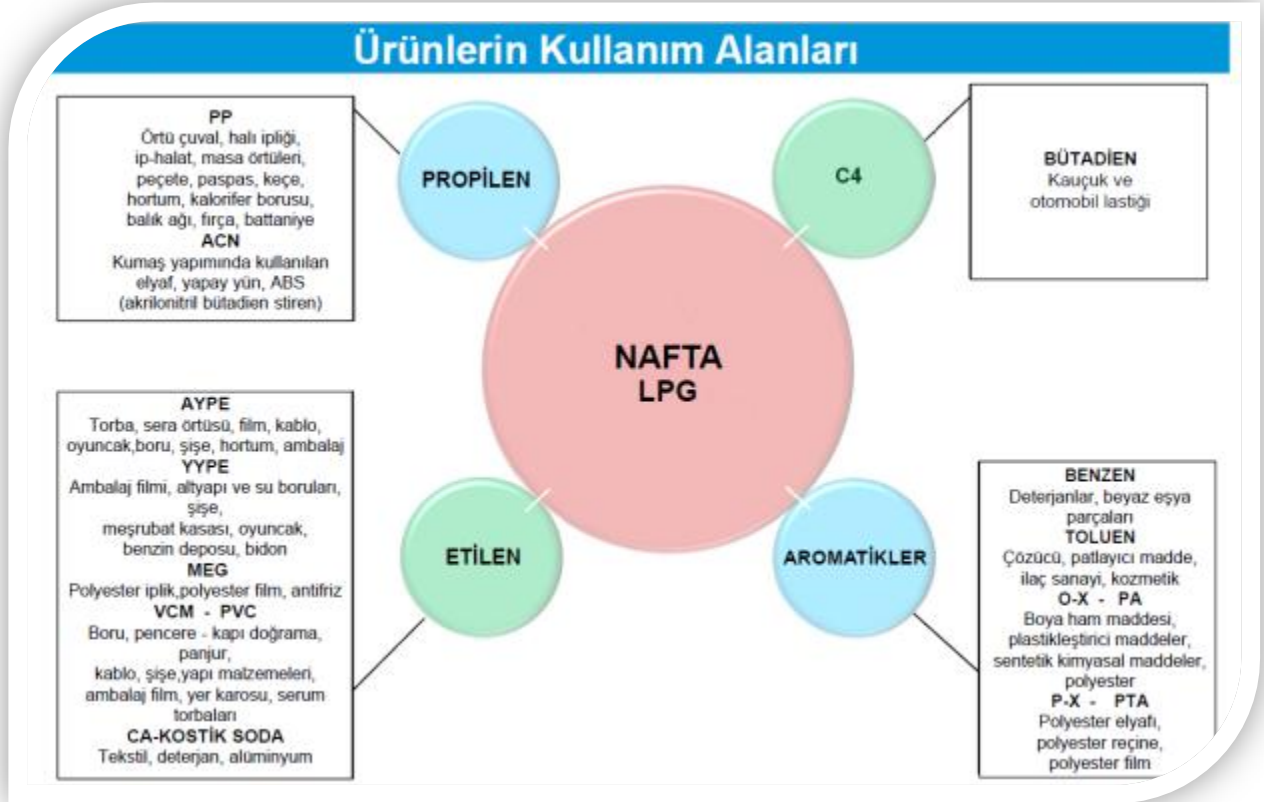 Ürünlerin Kullanım Alanları
PP
Örtü çuval, halı ipliği,
ip-halat, masa örtüleri,
peçete, paspas, keçe,
hortum, kalorifer borusu,
balık ağı, fırça, battaniye
ACN
Kumaş yapımında kullanılan
elyaf, yapay yün, ABS
(akrilonitril bütadien stiren)
PROPİLEN
C4
BÜTADİEN
Kauçuk ve
otomobil lastiği
NAFTA
LPG
AYPE
Torba, sera örtüsü, film, kablo,
oyuncak,boru, şişe, hortum, ambalaj
YYPE
Ambalaj filmi, altyapı ve su boruları,
şişe,
meşrubat kasası, oyuncak,
benzin deposu, bidon
MEG
Polyester iplik,polyester film, antifriz
VCM - PVC
Boru, pencere - kapı doğrama,
panjur,
kablo, şişe,yapı malzemeleri,
ambalaj film, yer karosu, serum
torbaları
CA-KOSTİK SODA
Tekstil, deterjan, alüminyum
ETİLEN
AROMATİKLER
BENZEN
Deterjanlar, beyaz eşya
parçaları
TOLUEN
Çözücü, patlayıcı madde,
ilaç sanayi, kozmetik
O-X - PA
Boya ham maddesi,
plastikleştirici maddeler,
sentetik kimyasal maddeler,
polyester
P-X - PTA
Polyester elyafı,
polyester reçine,
polyester film